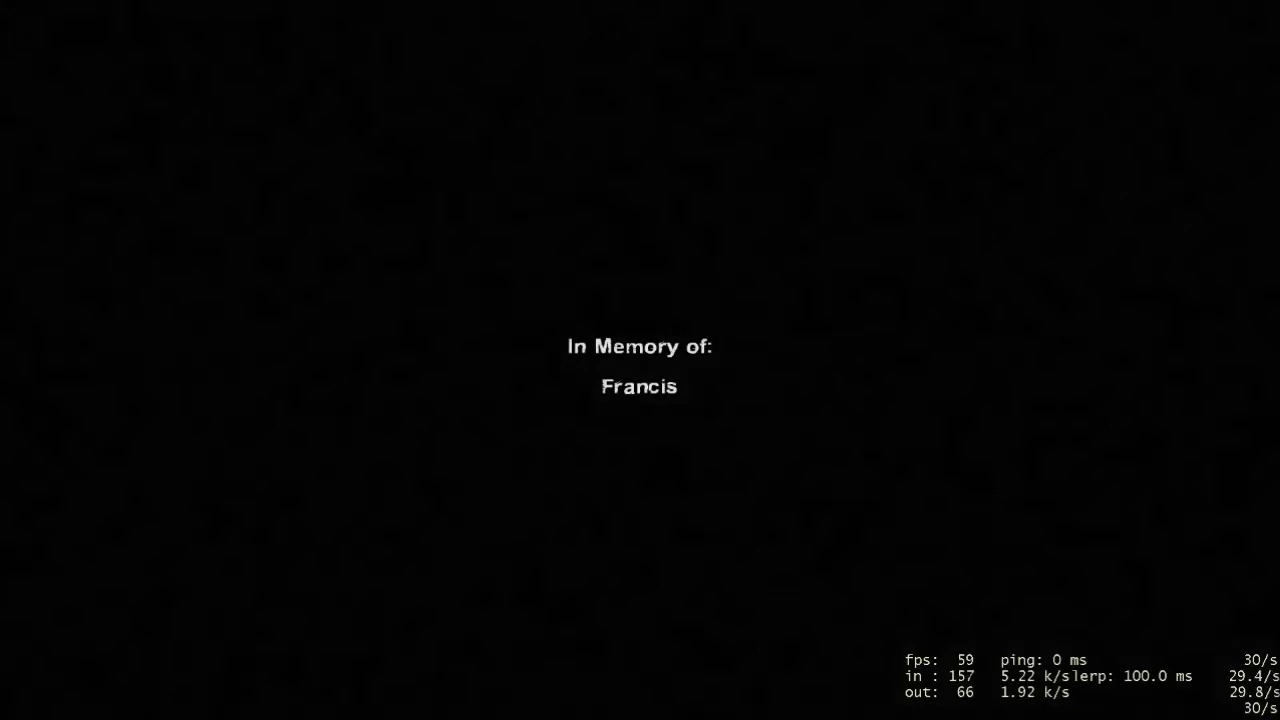 In Memory of:
Francis
fps: 59 ping: 0 ms 30/s
in : 157 5.22 k/slerp: 100.0 ms 29.4/s
out: 66 1.92 k/s 29.8/s
30/s